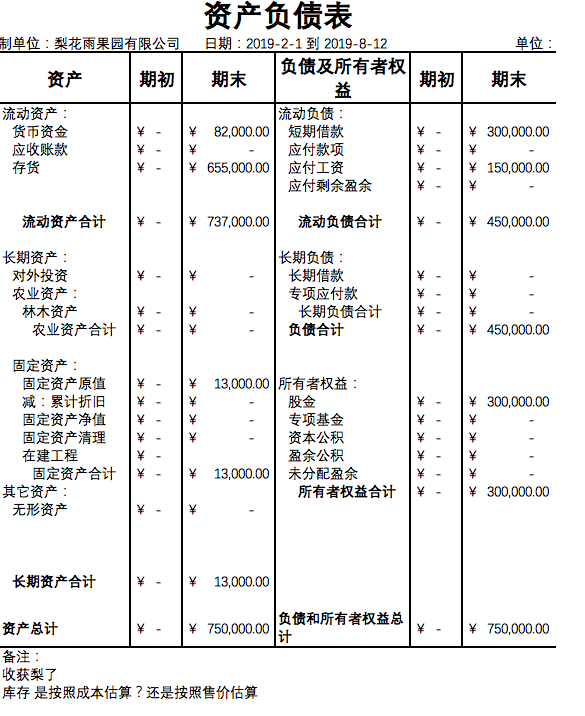 资产负债表
制单位：梨花雨果园有限公司 日期：2019-2-1 到 2019-8-12 单位：
资产 期初 期末 负债及所有者权益 期初 期末
流动资产： 流动负债：
货币资金 ¥ - ¥ 82,000.00 短期借款 ¥ - ¥ 300,000.00
应收账款 ¥ - ¥ - 应付款项 ¥ - ¥ -
存货 ¥ - ¥ 655,000.00 应付工资 ¥ - ¥ 150,000.00
应付剩余盈余 ¥ - ¥ -
流动资产合计 ¥ - ¥ 737,000.00 流动负债合计 ¥ - ¥ 450,000.00
长期资产： 长期负债：
对外投资 ¥ - ¥ - 长期借款 ¥ - ¥ -
农业资产： 专项应付款 ¥ - ¥ -
林木资产 ¥ - ¥ - 长期负债合计 ¥ - ¥ -
农业资产合计 ¥ - ¥ - 负债合计 ¥ - ¥ 450,000.00
固定资产：
固定资产原值 ¥ - ¥ 13,000.00 所有者权益：
减：累计折旧 ¥ - ¥ - 股金 ¥ - ¥ 300,000.00
固定资产净值 ¥ - ¥ - 专项基金 ¥ - ¥ -
固定资产清理 ¥ - ¥ - 资本公积 ¥ - ¥ -
在建工程 ¥ - 盈余公积 ¥ - ¥ -
固定资产合计 ¥ - ¥ 13,000.00 未分配盈余 ¥ - ¥ -
其它资产： 所有者权益合计 ¥ - ¥ 300,000.00
无形资产 ¥ - ¥ -
长期资产合计 ¥ - ¥ 13,000.00
资产总计 ¥ - ¥ 750,000.00 负债和所有者权益总计 ¥ - ¥ 750,000.00
备注：
收获梨了
库存 是按照成本估算？还是按照售价估算